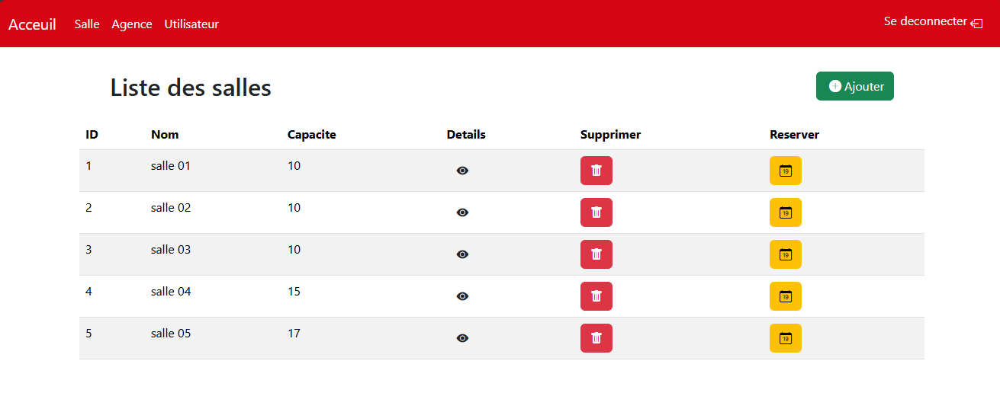 Acceuil Salle Agence Utilisateur Se deconnecter
Liste des salles Ajouter
ID Nom Capacite Details Supprimer Reserver
1 salle 01 10 19
2 salle 02 10 19
3 salle 03 10 19
4 salle 04 15 19
5 salle 05 17 19